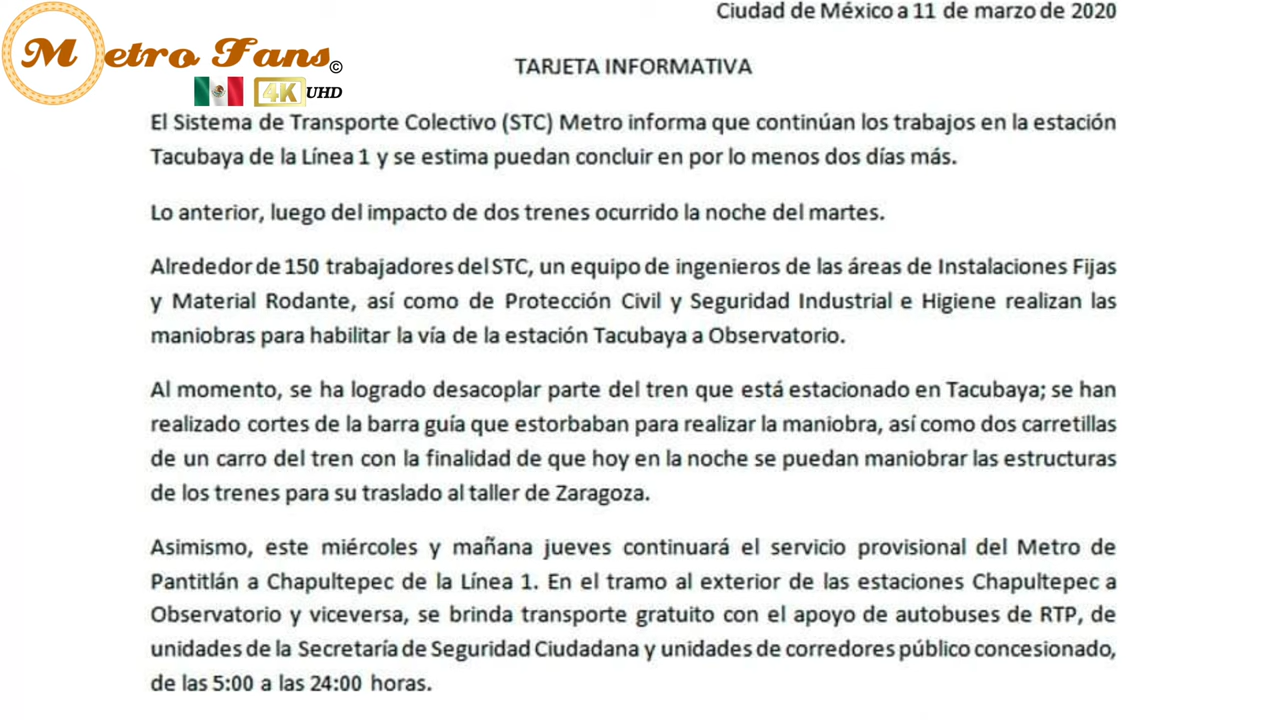 Ciudad de México a 11 de marzo de 2020
Metro Fans©
4K UHD
TARJETA INFORMATIVA
El Sistema de Transporte Colectivo (STC) Metro informa que continúan los trabajos en la estación
Tacubaya de la Línea 1 y se estima puedan concluir en por lo menos dos días más.
Lo anterior, luego del impacto de dos trenes ocurrido la noche del martes.
Alrededor de 150 trabajadores del STC, un equipo de ingenieros de las áreas de Instalaciones Fijas
y Material Rodante, así como de Protección Civil y Seguridad Industrial e Higiene realizan las
maniobras para habilitar la vía de la estación Tacubaya a Observatorio.
Al momento, se ha logrado desacoplar parte del tren que está estacionado en Tacubaya; se han
realizado cortes de la barra guía que estorbaban para realizar la maniobra, así como dos carretillas
de un carro del tren con la finalidad de que hoy en la noche se puedan maniobrar las estructuras
de los trenes para su traslado al taller de Zaragoza.
Asimismo, este miércoles y mañana jueves continuará el servicio provisional del Metro de
Pantitlán a Chapultepec de la Línea 1. En el tramo al exterior de las estaciones Chapultepec a
Observatorio y viceversa, se brinda transporte gratuito con el apoyo de autobuses de RTP, de
unidades de la Secretaría de Seguridad Ciudadana y unidades de corredores público concesionado,
de las 5:00 a las 24:00 horas.